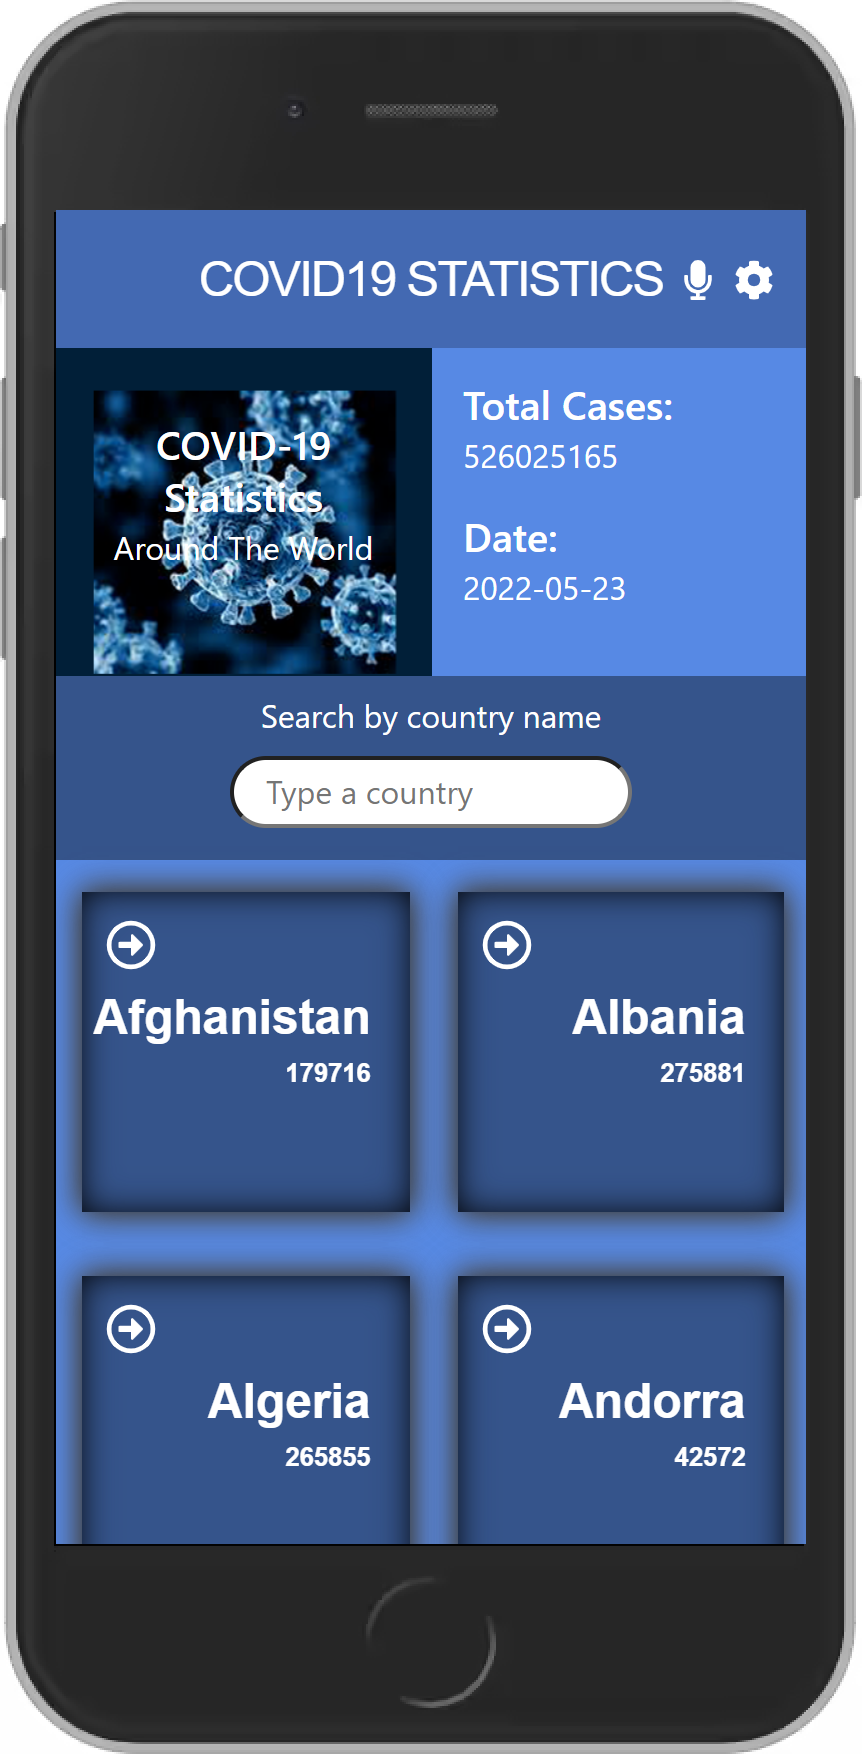 COVID19 STATISTICS
COVID-19
Statistics
Around The World
Total Cases:
526025165
Date:
2022-05-23
Search by country name
Type a country
Afghanistan
179716
Albania
275881
Algeria
265855
Andorra
42572